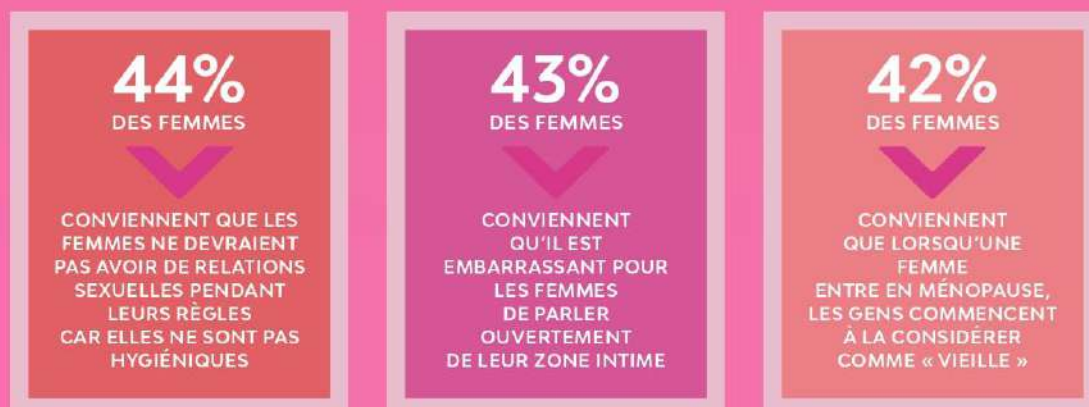 44%
DES FEMMES
CONVIENNENT QUE LES
FEMMES NE DEVRAIENT
PAS AVOIR DE RELATIONS
SEXUELLES PENDANT
LEURS RÈGLES
CAR ELLES NE SONT PAS
HYGIÉNIQUES
43%
DES FEMMES
CONVIENNENT
QU'IL EST
EMBARRASSANT POUR
LES FEMMES
DE PARLER
OUVERTEMENT
DE LEUR ZONE INTIME
42%
DES FEMMES
CONVIENNENT
QUE LORSQU'UNE
FEMME
ENTRE EN MÉNOPAUSE,
LES GENS COMMENCENT
À LA CONSIDÉRER
COMME « VIEILLE »